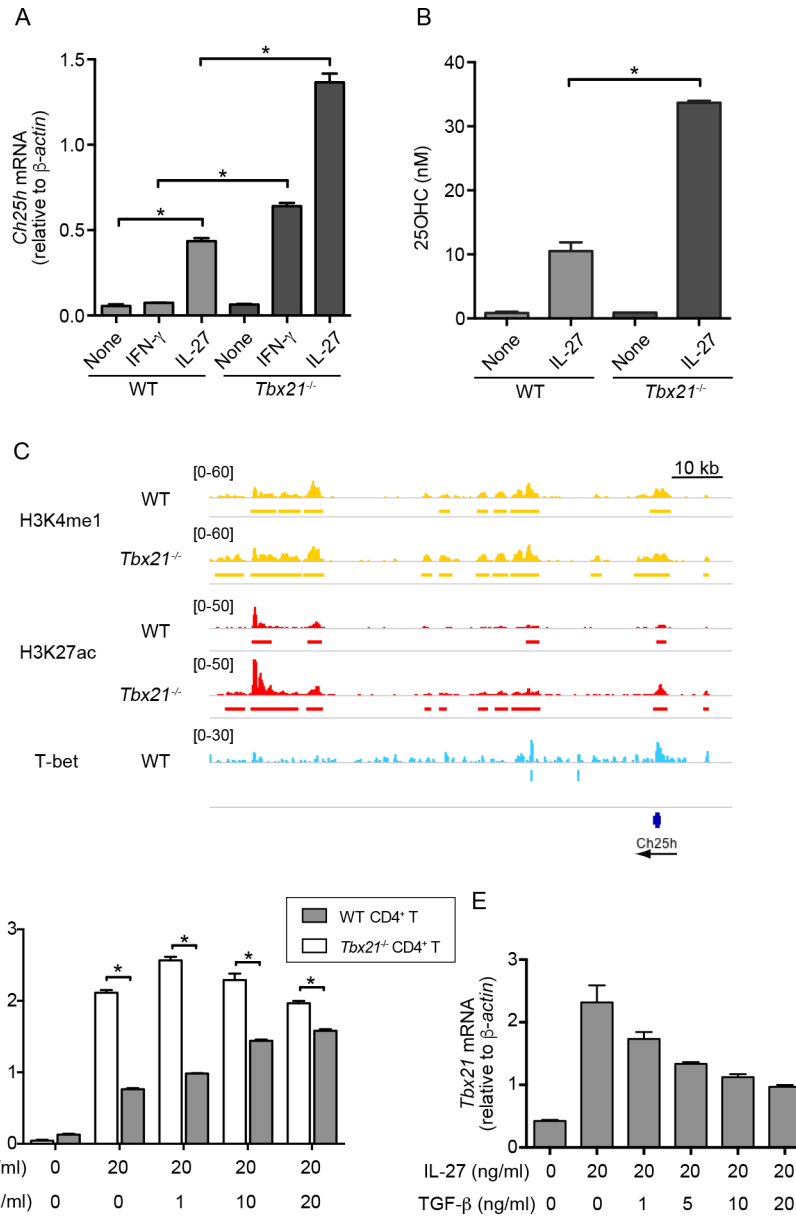 A
Ch25h mRNA
(relative to β-actin)
1.5
1.0
0.5
0.0
*
*
*
None
IFN-γ
IL-27
None
IFN-γ
IL-27
WT
Tbx21-/-
B
25OHC (nM)
40
30
20
10
0
*
None
IL-27
None
IL-27
WT
Tbx21-/-
C
10 kb
H3K4me1
WT
[0-60]
Tbx21-/-
[0-60]
H3K27ac
WT
[0-50]
Tbx21-/-
[0-50]
T-bet
WT
[0-30]
Ch25h
WT CD4+ T
Tbx21-/- CD4+ T
3
2
1
0
*
*
*
*
/ml) 0 20 20 20 20
/ml) 0 0 1 10 20
E
Tbx21 mRNA
(relative to β-actin)
3
2
1
0
IL-27 (ng/ml) 0 20 20 20 20 20
TGF-β (ng/ml) 0 0 1 5 10 20